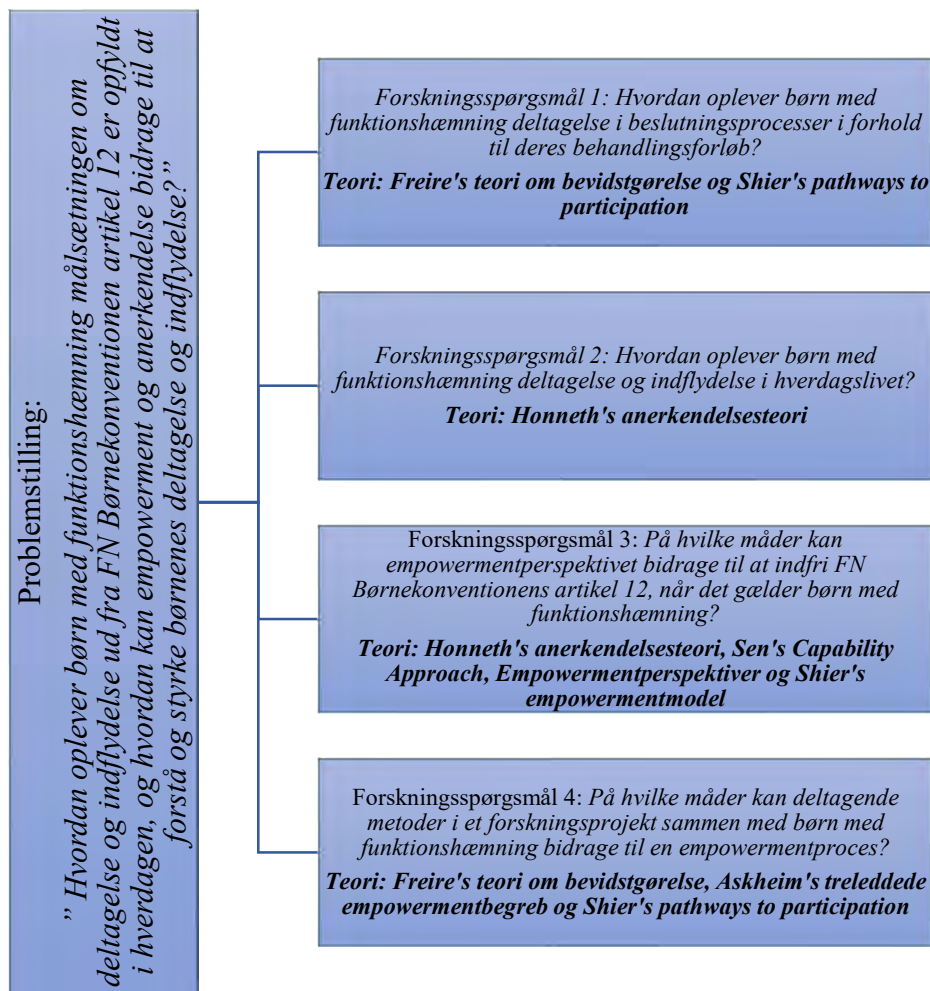 Problemstilling:
” Hvordan oplever børn med funktionshæmning målsætningen om
deltagelse og indflydelse ud fra FN Børnekonventionen artikel 12 er opfyldt
i hverdagen, og hvordan kan empowerment og anerkendelse bidrage til at
forstå og styrke børnenes deltagelse og indflydelse?”
Forskningsspørgsmål 1: Hvordan oplever børn med
funktionshæmning deltagelse i beslutningsprocesser i forhold
til deres behandlingsforløb?
Teori: Freire's teori om bevidstgørelse og Shier's pathways to
participation
Forskningsspørgsmål 2: Hvordan oplever børn med
funktionshæmning deltagelse og indflydelse i hverdagslivet?
Teori: Honneth's anerkendelsesteori
Forskningsspørgsmål 3: På hvilke måder kan
empowermentperspektivet bidrage til at indfri FN
Børnekonventionens artikel 12, når det gælder børn med
funktionshæmning?
Teori: Honneth's anerkendelsesteori, Sen's Capability
Approach, Empowermentperspektiver og Shier's
empowermentmodel
Forskningsspørgsmål 4: På hvilke måder kan deltagende
metoder i et forskningsprojekt sammen med børn med
funktionshæmning bidrage til en empowermentproces?
Teori: Freire's teori om bevidstgørelse, Askheim's treleddede
empowermentbegreb og Shier's pathways to participation